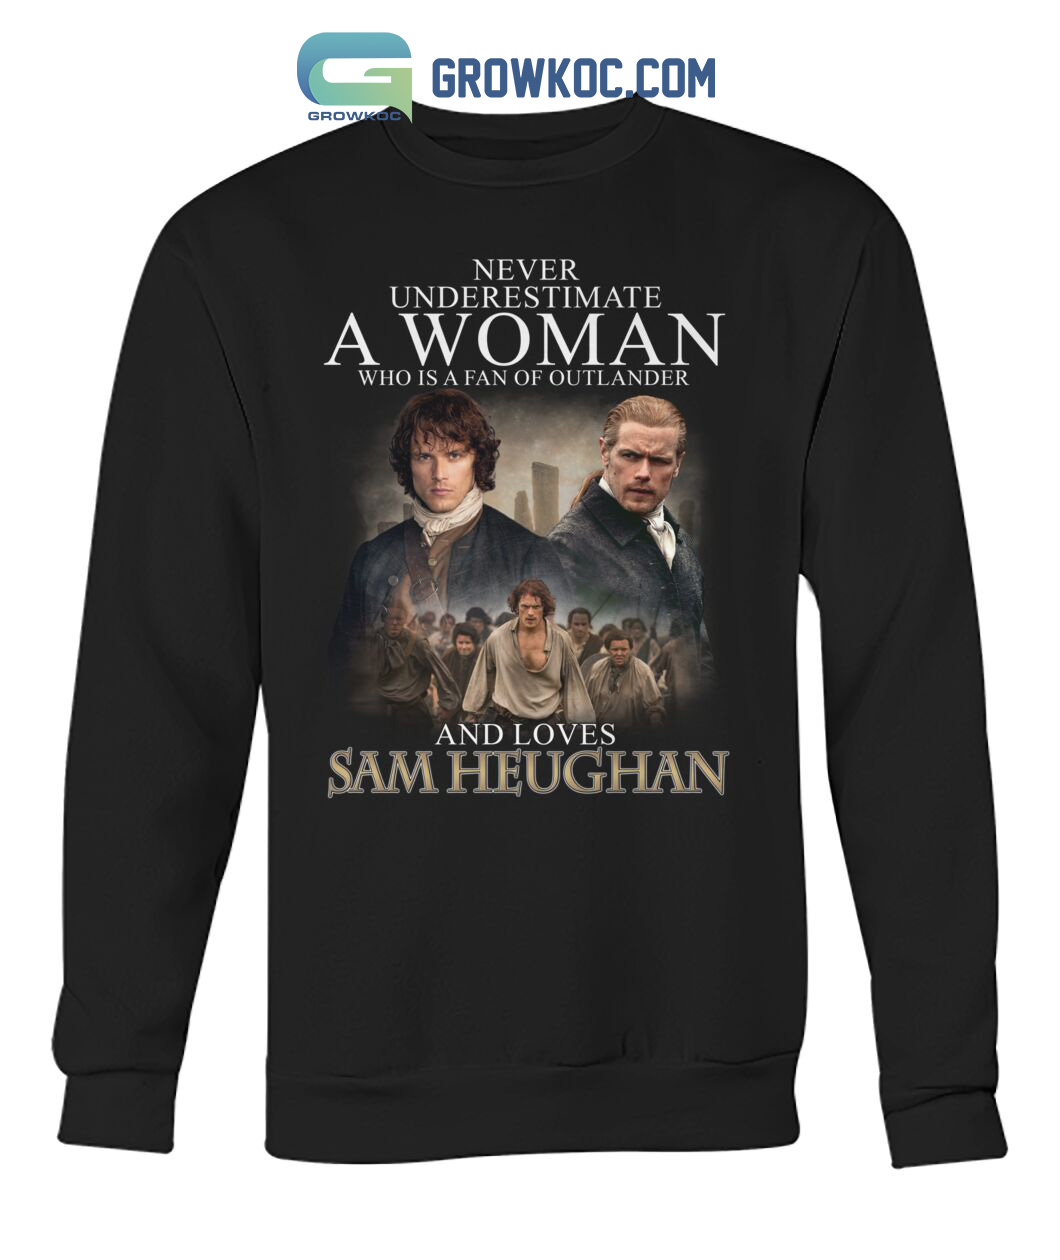 GROWKOC
GROWKOC.COM
NEVER
UNDERESTIMATE
A WOMAN
WHO IS A FAN OF OUTLANDER
AND LOVES
SAM HEUGHAN